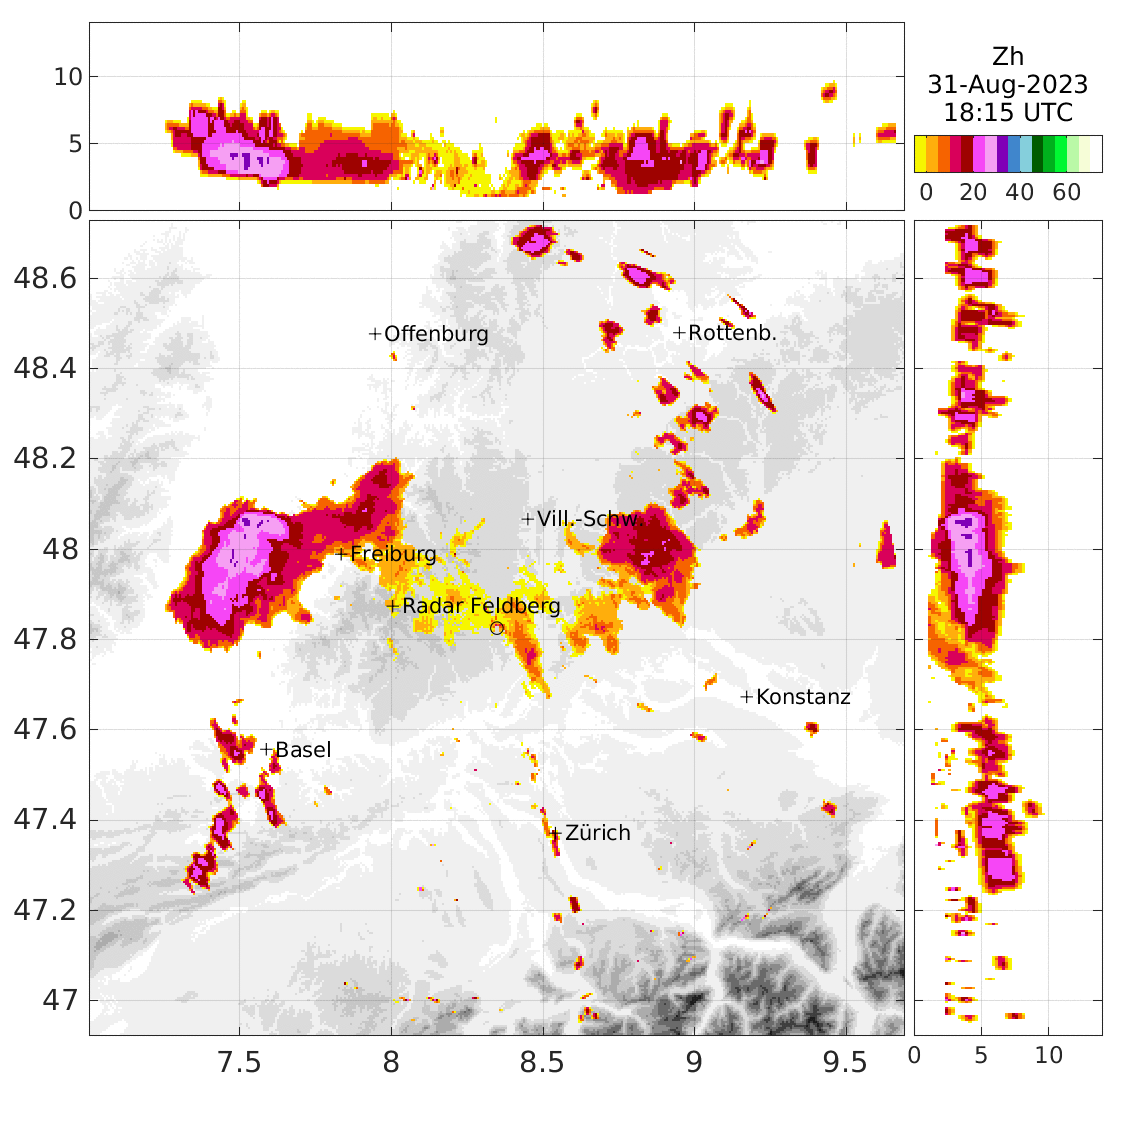 10
5
0
Zh
31-Aug-2023
18:15 UTC
0 20 40 60
48.6
48.4
48.2
48
47.8
47.6
47.4
47.2
47
+Offenburg
+Rottenb.
+Vill.-Schw.
+Freiburg
+Radar Feldberg
+Konstanz
+Basel
+Zürich
7.5 8 8.5 9 9.5
0 5 10